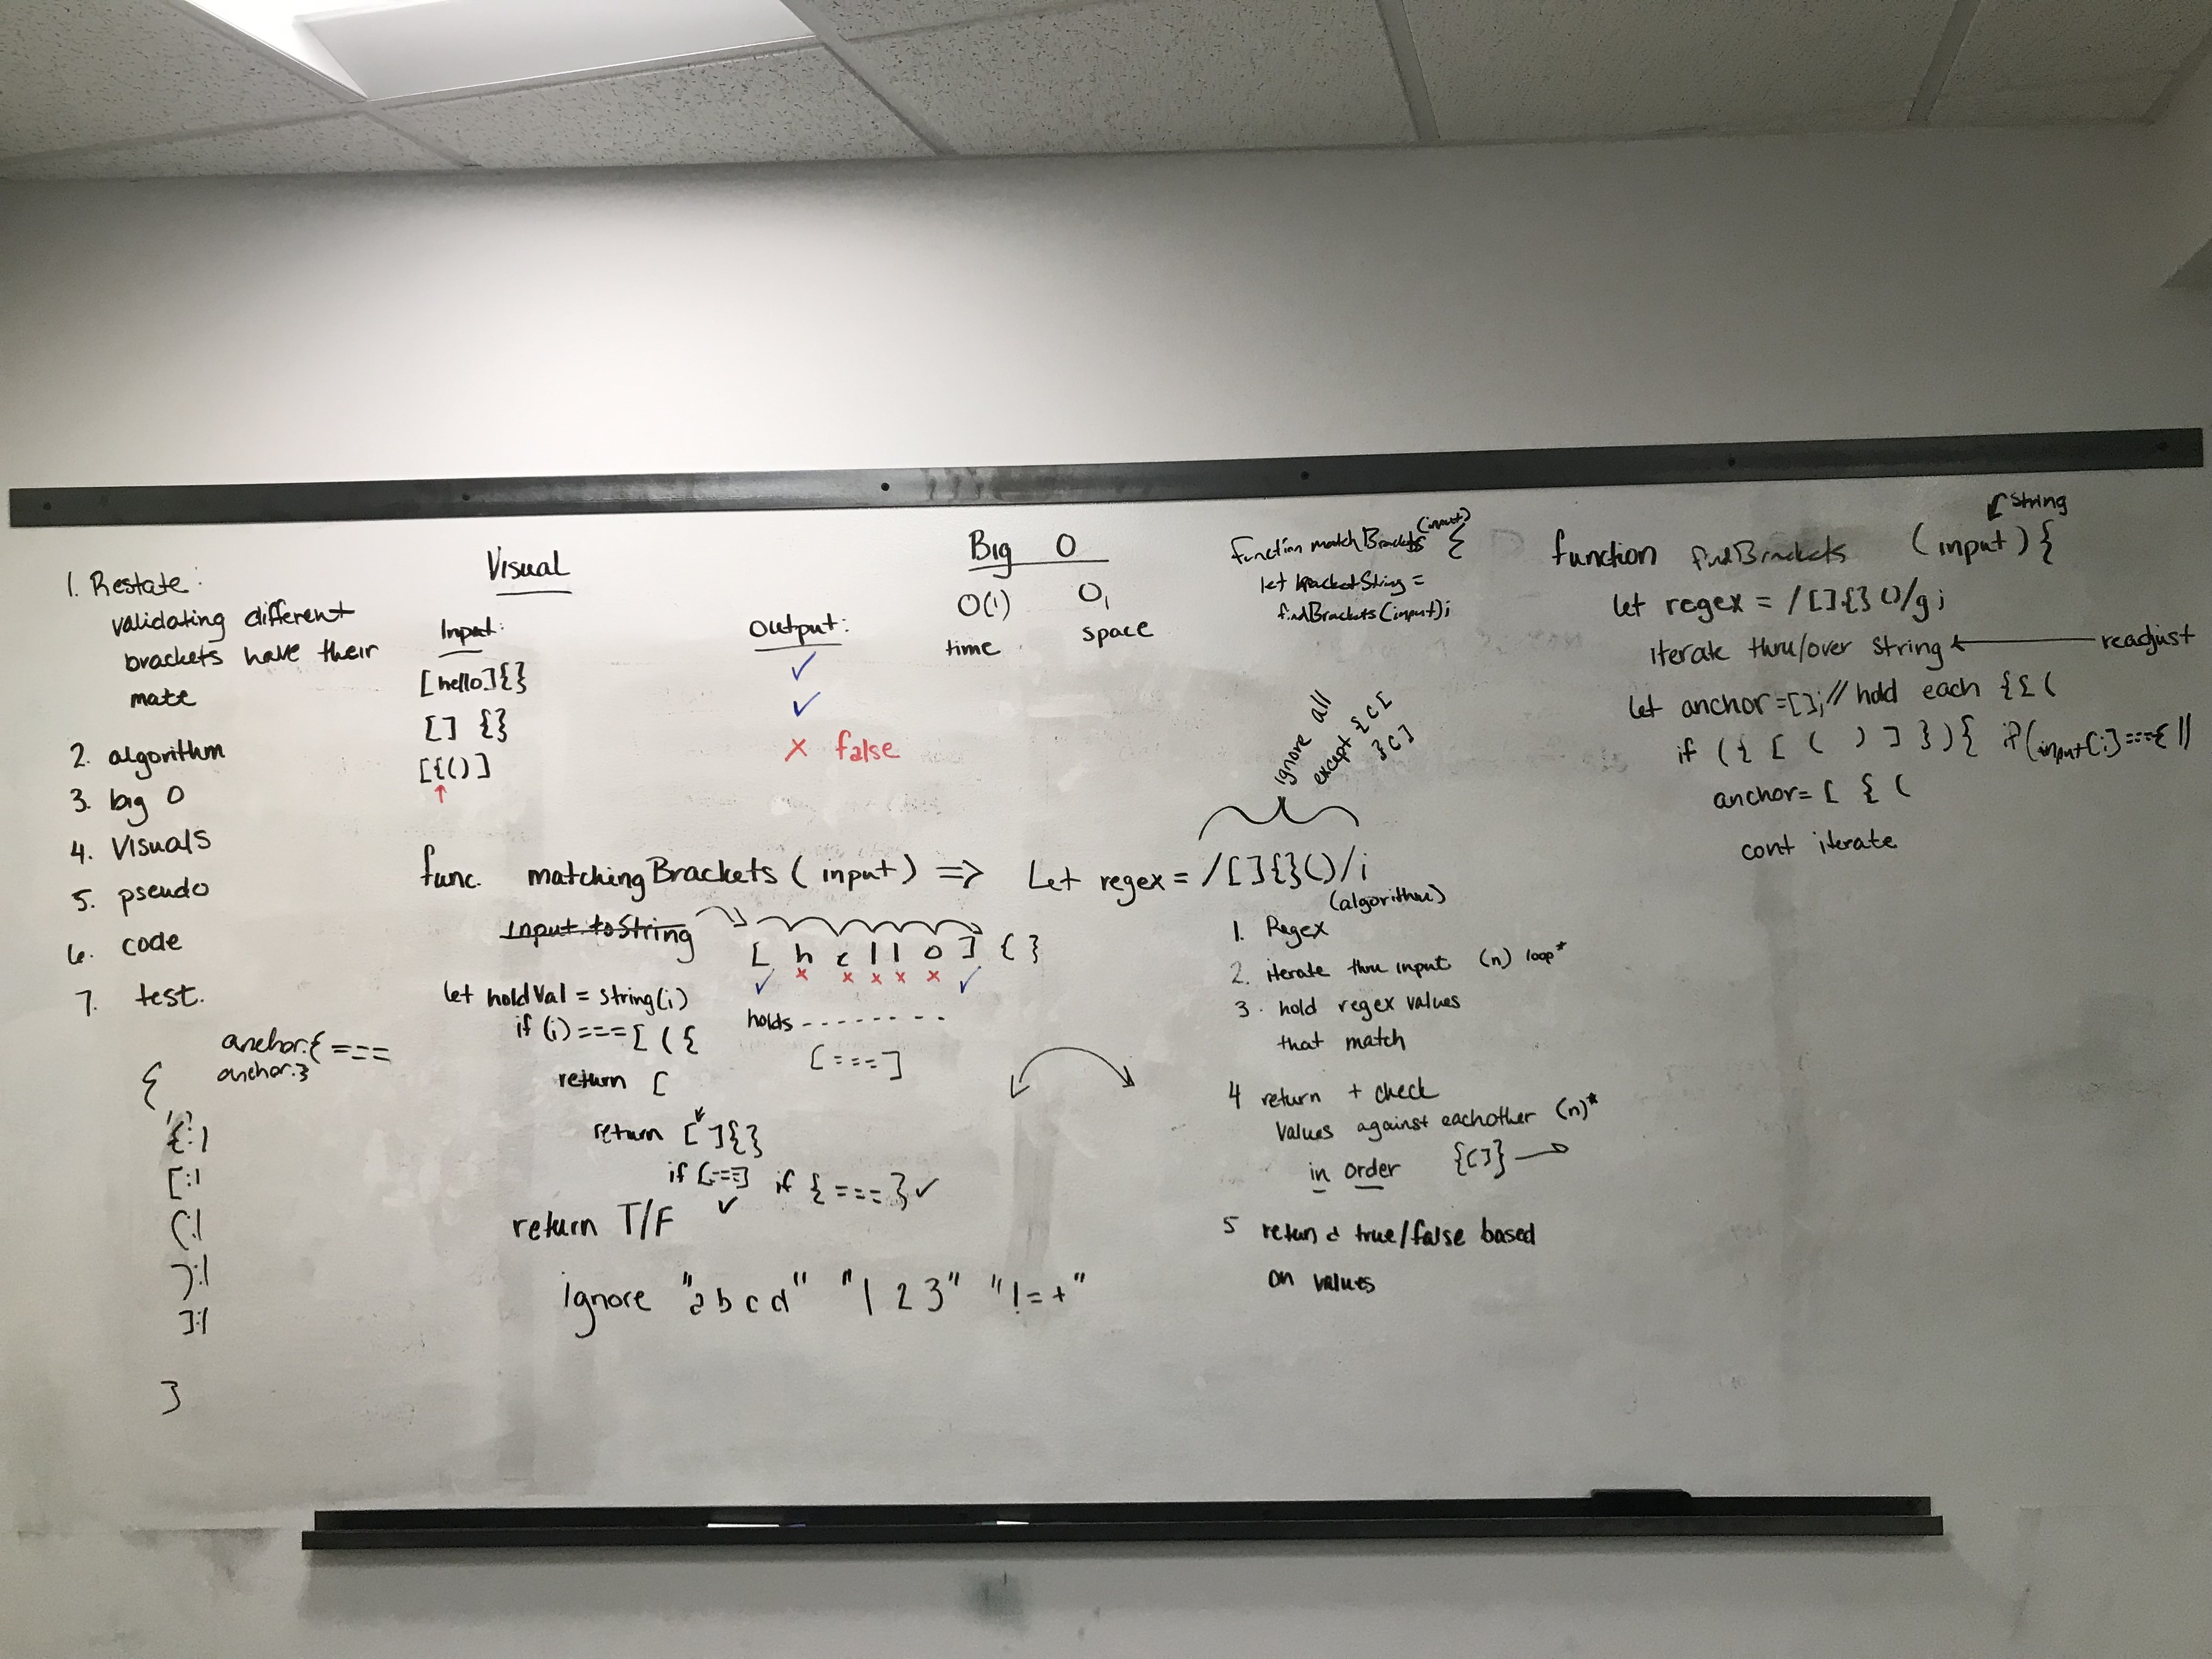 1. Restate:
validating different
brackets have their
mate
2. algorithm
3. big O
4. Visuals
5. pseudo
6. code
7. test.
anchor.{ ===
anchor.}
{
{:1
[:1
(:1
):1
]:1
}
Visual
Input:
[hello]{}
[] {}
[{()]
↑
Output:
✓
✓
✗ false
Big O
O(1)
time
O1
space
func. matchingBrackets (input) =>
Input.toString
[ h e l l o ] { }
✓ x x x x x ✓
let holdVal = String(i)
if (i) === [ ( {
return [
return [ ]{}
if [===] ✓ if { === } ✓
return T/F
holds --------
[ === ]
ignore "abcd" "1 2 3" "!=+"
function matchBrackets (input) {
let bracketString =
findBrackets(input);
ignore all
except { ( [
} ( ]
Let regex = /[]{}()/i
(algorithm)
1. Regex
2. iterate thru input (n) loop*
3. hold regex values
that match
4 return + check
values against eachother (n)*
in order {[]} →
5 return a true/false based
on values
String
function findBrackets (input) {
let regex = /[]{}()/g;
iterate thru/over string ← readjust
let anchor=[];// hold each {[(
if ({ [ ( ) ] }){ if(input[i]==={ ||
anchor= [ { (
cont iterate